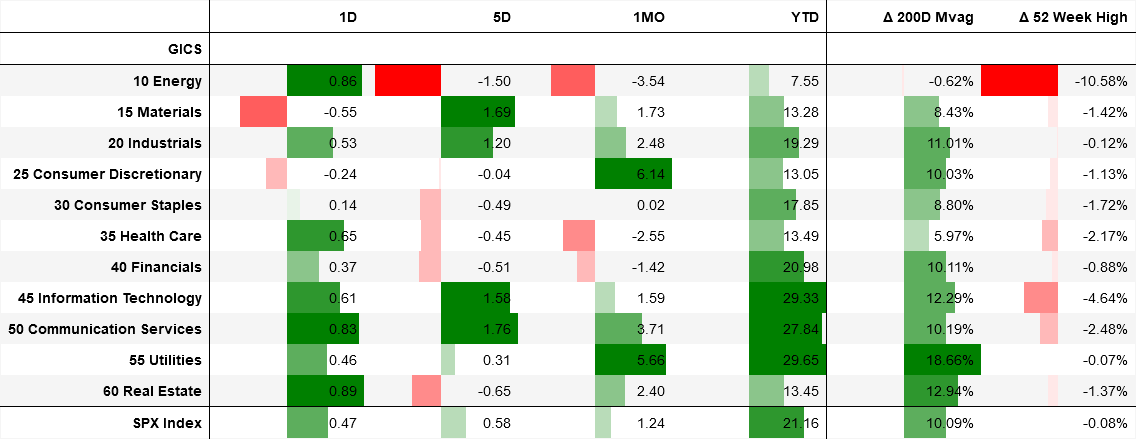 1D 5D 1MO YTD Δ 200D Mvag Δ 52 Week High
GICS
10 Energy 0.86 -1.50 -3.54 7.55 -0.62% -10.58%
15 Materials -0.55 1.69 1.73 13.28 8.43% -1.42%
20 Industrials 0.53 1.20 2.48 19.29 11.01% -0.12%
25 Consumer Discretionary -0.24 -0.04 6.14 13.05 10.03% -1.13%
30 Consumer Staples 0.14 -0.49 0.02 17.85 8.80% -1.72%
35 Health Care 0.65 -0.45 -2.55 13.49 5.97% -2.17%
40 Financials 0.37 -0.51 -1.42 20.98 10.11% -0.88%
45 Information Technology 0.61 1.58 1.59 29.33 12.29% -4.64%
50 Communication Services 0.83 1.76 3.71 27.84 10.19% -2.48%
55 Utilities 0.46 0.31 5.66 29.65 18.66% -0.07%
60 Real Estate 0.89 -0.65 2.40 13.45 12.94% -1.37%
SPX Index 0.47 0.58 1.24 21.16 10.09% -0.08%